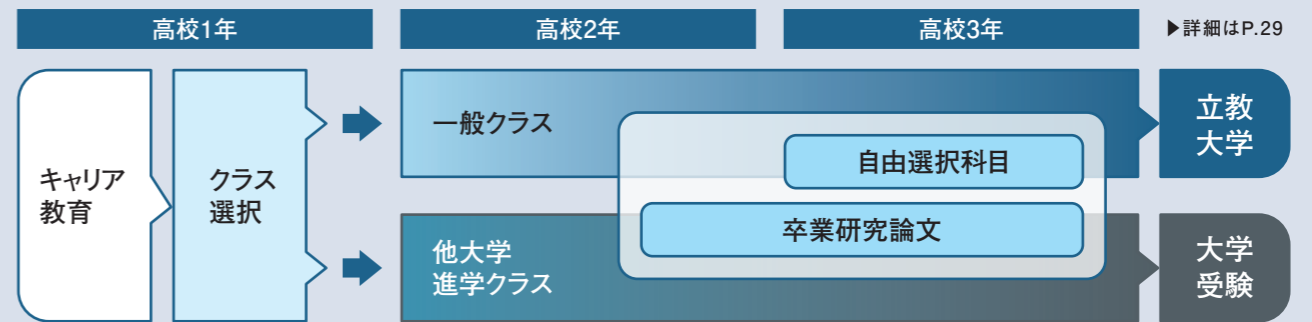 高校1年
高校2年
高校3年
▶詳細はP.29
キャリア
教育
クラス
選択
一般クラス
自由選択科目
卒業研究論文
他大学
進学クラス
立教
大学
大学
受験